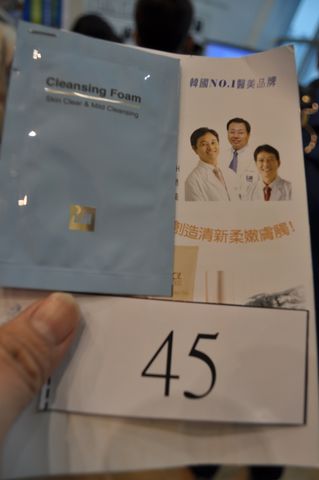 Cleansing Foam
Skin Clear & Mild Cleansing
韓國NO.1醫美品牌
創造清新柔嫩膚觸!
45